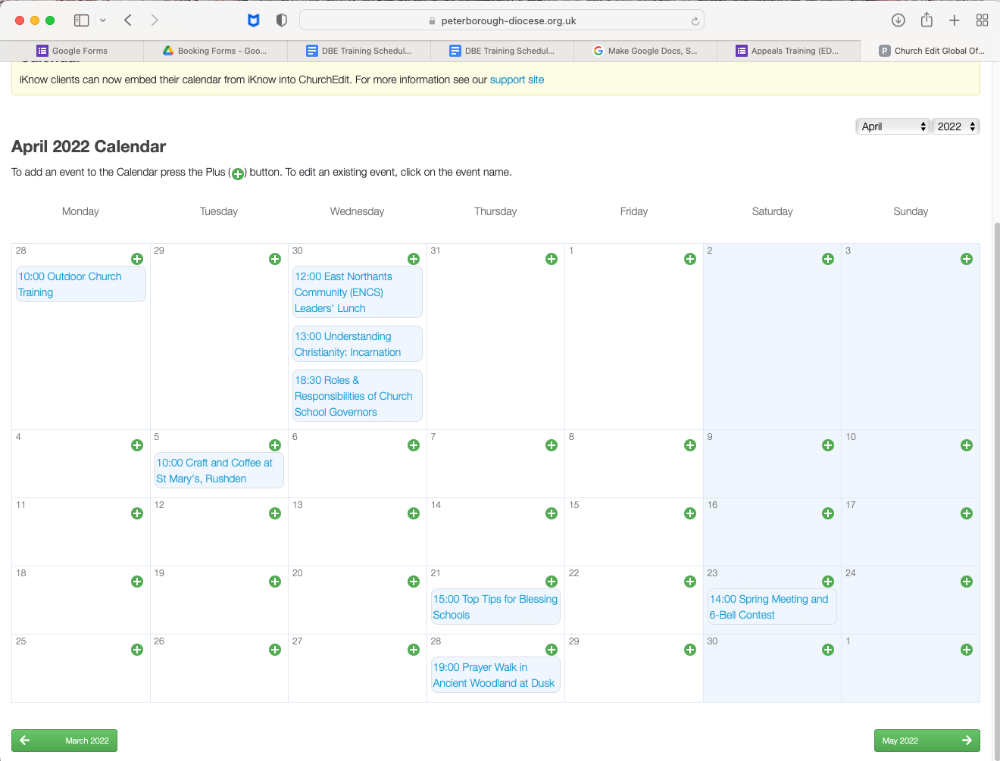 peterborough-diocese.org.uk
Google Forms
Booking Forms - Goo...
DBE Training Schedul...
DBE Training Schedul...
Make Google Docs, S...
Appeals Training (ED...
P
Church Edit Global Of...
iKnow clients can now embed their calendar from iKnow into ChurchEdit. For more information see our support site
April
2022
April 2022 Calendar
To add an event to the Calendar press the Plus (+) button. To edit an existing event, click on the event name.
Monday
Tuesday
Wednesday
Thursday
Friday
Saturday
Sunday
28
10:00 Outdoor Church
Training
29
30
12:00 East Northants
Community (ENCS)
Leaders' Lunch
13:00 Understanding
Christianity: Incarnation
18:30 Roles &
Responsibilities of Church
School Governors
31
1
2
3
4
5
10:00 Craft and Coffee at
St Mary's, Rushden
6
7
8
9
10
11
12
13
14
15
16
17
18
19
20
21
15:00 Top Tips for Blessing
Schools
22
23
14:00 Spring Meeting and
6-Bell Contest
24
25
26
27
28
19:00 Prayer Walk in
Ancient Woodland at Dusk
29
30
1
March 2022
May 2022